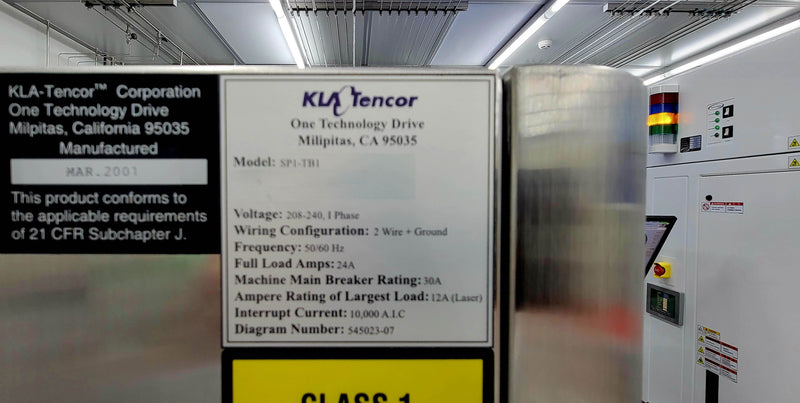 KLA-Tencor™ Corporation
One Technology Drive
Milpitas, California 95035
Manufactured
MAR.2001
This product conforms to
the applicable requirements
of 21 CFR Subchapter J.
KLA Tencor
One Technology Drive
Milipitas, CA 95035
Model: SP1-TB1
Voltage: 208-240, 1 Phase
Wiring Configuration: 2 Wire + Ground
Frequency: 50/60 Hz
Full Load Amps: 24A
Machine Main Breaker Rating: 30A
Ampere Rating of Largest Load: 12A (Laser)
Interrupt Current: 10,000 A.I.C
Diagram Number: 545023-07
CLASS 1